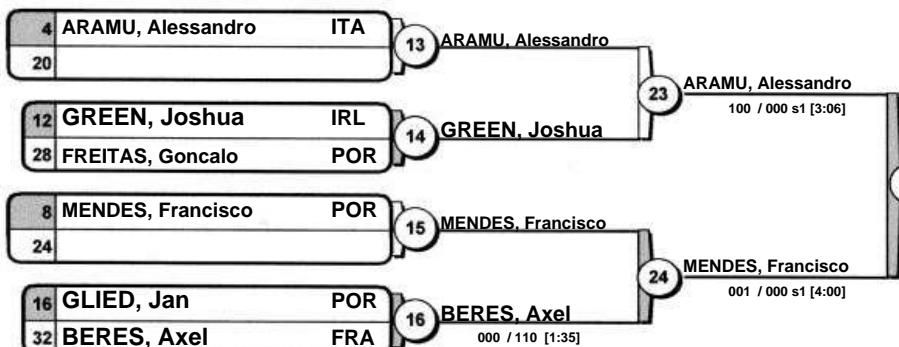 4 ARAMU, Alessandro ITA
20
13 ARAMU, Alessandro
12 GREEN, Joshua IRL
28 FREITAS, Goncalo POR
14 GREEN, Joshua
23 ARAMU, Alessandro
100 / 000 s1 [3:06]
8 MENDES, Francisco POR
24
15 MENDES, Francisco
16 GLIED, Jan POR
32 BERES, Axel FRA
16 BERES, Axel
000 / 110 [1:35]
24 MENDES, Francisco
001 / 000 s1 [4:00]